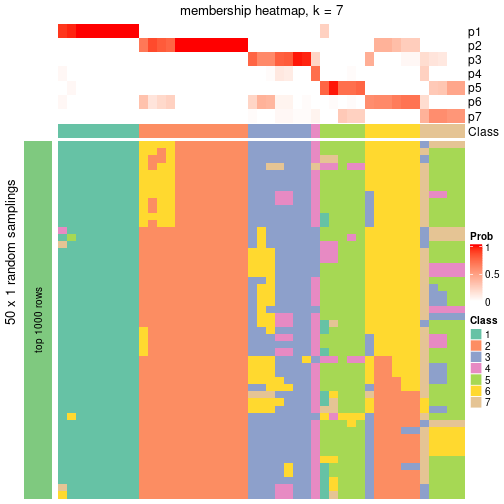 membership heatmap, k = 7
p1
p2
p3
p4
p5
p6
p7
Class
50 x 1 random samplings
top 1000 rows
Prob
1
0.5
0
Class
1
2
3
4
5
6
7